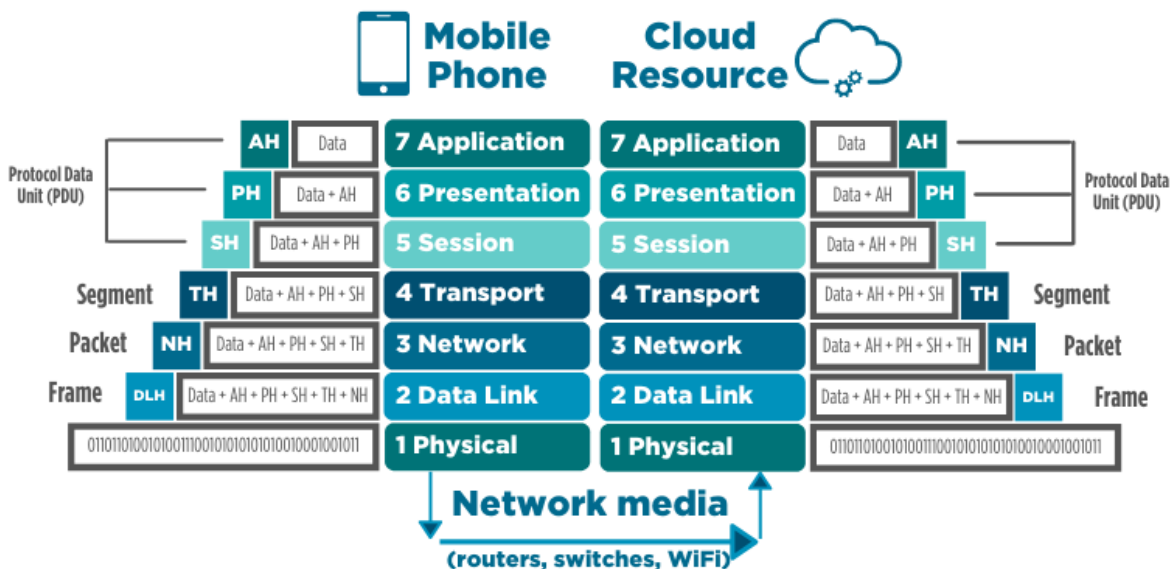 Mobile
Phone
Cloud
Resource
AH
Data
7 Application
7 Application
Data
AH
Protocol Data
Unit (PDU)
PH
Data + AH
6 Presentation
6 Presentation
Data + AH
PH
Protocol Data
Unit (PDU)
SH
Data + AH + PH
5 Session
5 Session
Data + AH + PH
SH
Segment
TH
Data + AH + PH + SH
4 Transport
4 Transport
Data + AH + PH + SH
TH
Segment
Packet
NH
Data + AH + PH + SH + TH
3 Network
3 Network
Data + AH + PH + SH + TH
NH
Packet
Frame
DLH
Data + AH + PH + SH + TH + NH
2 Data Link
2 Data Link
Data + AH + PH + SH + TH + NH
DLH
Frame
0110110100101001110010101010101001000100 1011
1 Physical
1 Physical
0110110100101001110010101010101001000100 1011
Network media
(routers, switches, WiFi)